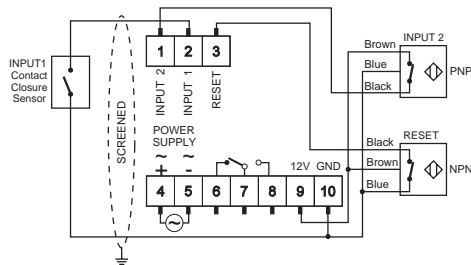 INPUT1
Contact
Closure
Sensor
SCREENED
1 2 3
INPUT 2
INPUT 1
RESET
POWER
SUPPLY
~ ~
+ -
12V GND
4 5 6 7 8 9 10
~
Brown
Blue
Black
INPUT 2
PNP
Black
Brown
Blue
RESET
NPN